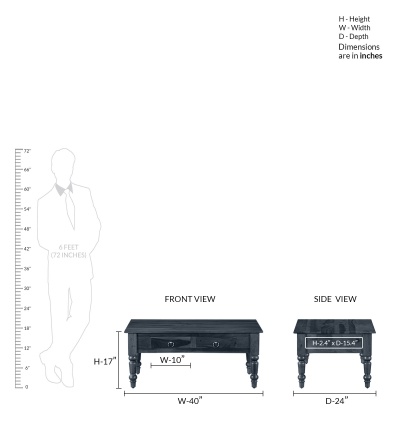 H - Height
W - Width
D - Depth
Dimensions
are in inches
72"
66"
60"
54"
48"
42"
36"
30"
24"
18"
12"
6"
0
6 FEET
(72 INCHES)
FRONT VIEW
SIDE VIEW
H-17"
W-10"
W-40"
H-2.4" x D-15.4"
D-24"